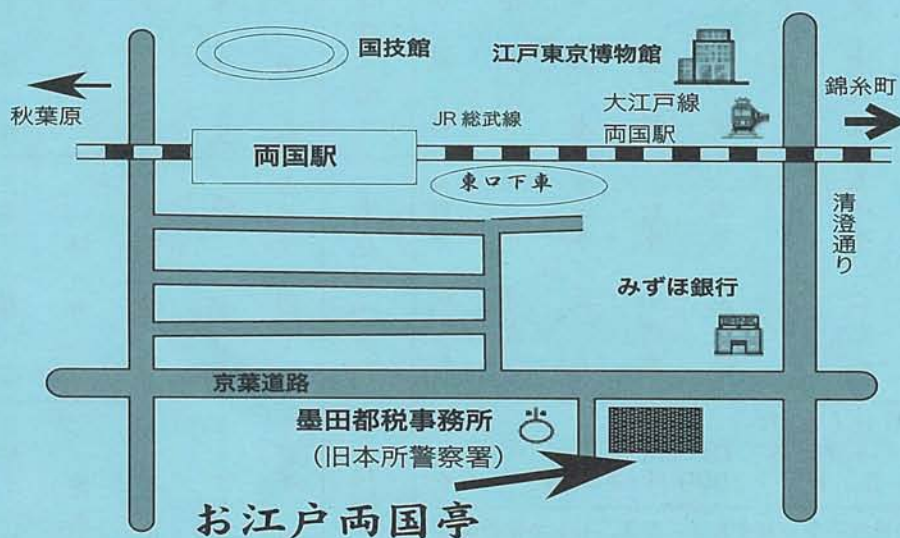 国技館
江戸東京博物館
秋葉原
錦糸町
大江戸線
両国駅
JR 総武線
両国駅
東口下車
清澄通り
みずほ銀行
京葉道路
墨田都税事務所
(旧本所警察署)
お江戸両国亭